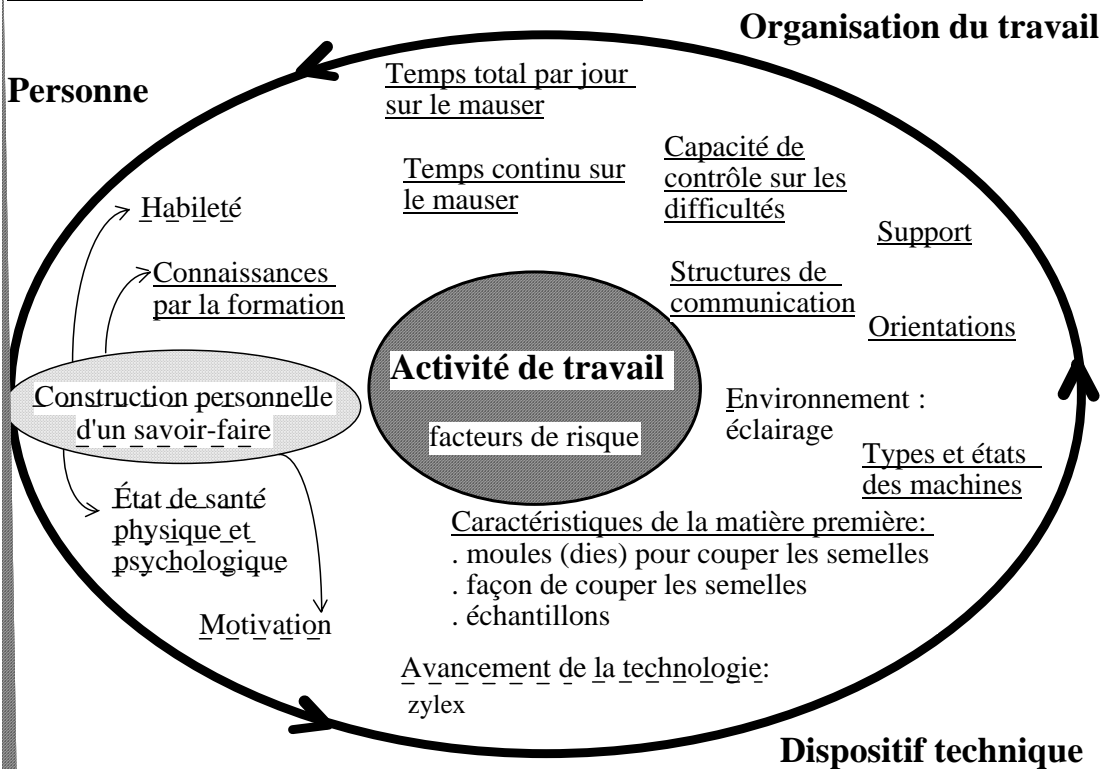 Organisation du travail
Personne
Temps total par jour
sur le mauser
Temps continu sur
le mauser
Capacité de
contrôle sur les
difficultés
Support
Structures de
communication
Orientations
Habileté
Connaissances
par la formation
Construction personnelle
d'un savoir-faire
État de santé
physique et
psychologique
Motivation
Activité de travail
facteurs de risque
Environnement :
éclairage
Types et états
des machines
Caractéristiques de la matière première:
. moules (dies) pour couper les semelles
. façon de couper les semelles
. échantillons
Avancement de la technologie:
zylex
Dispositif technique